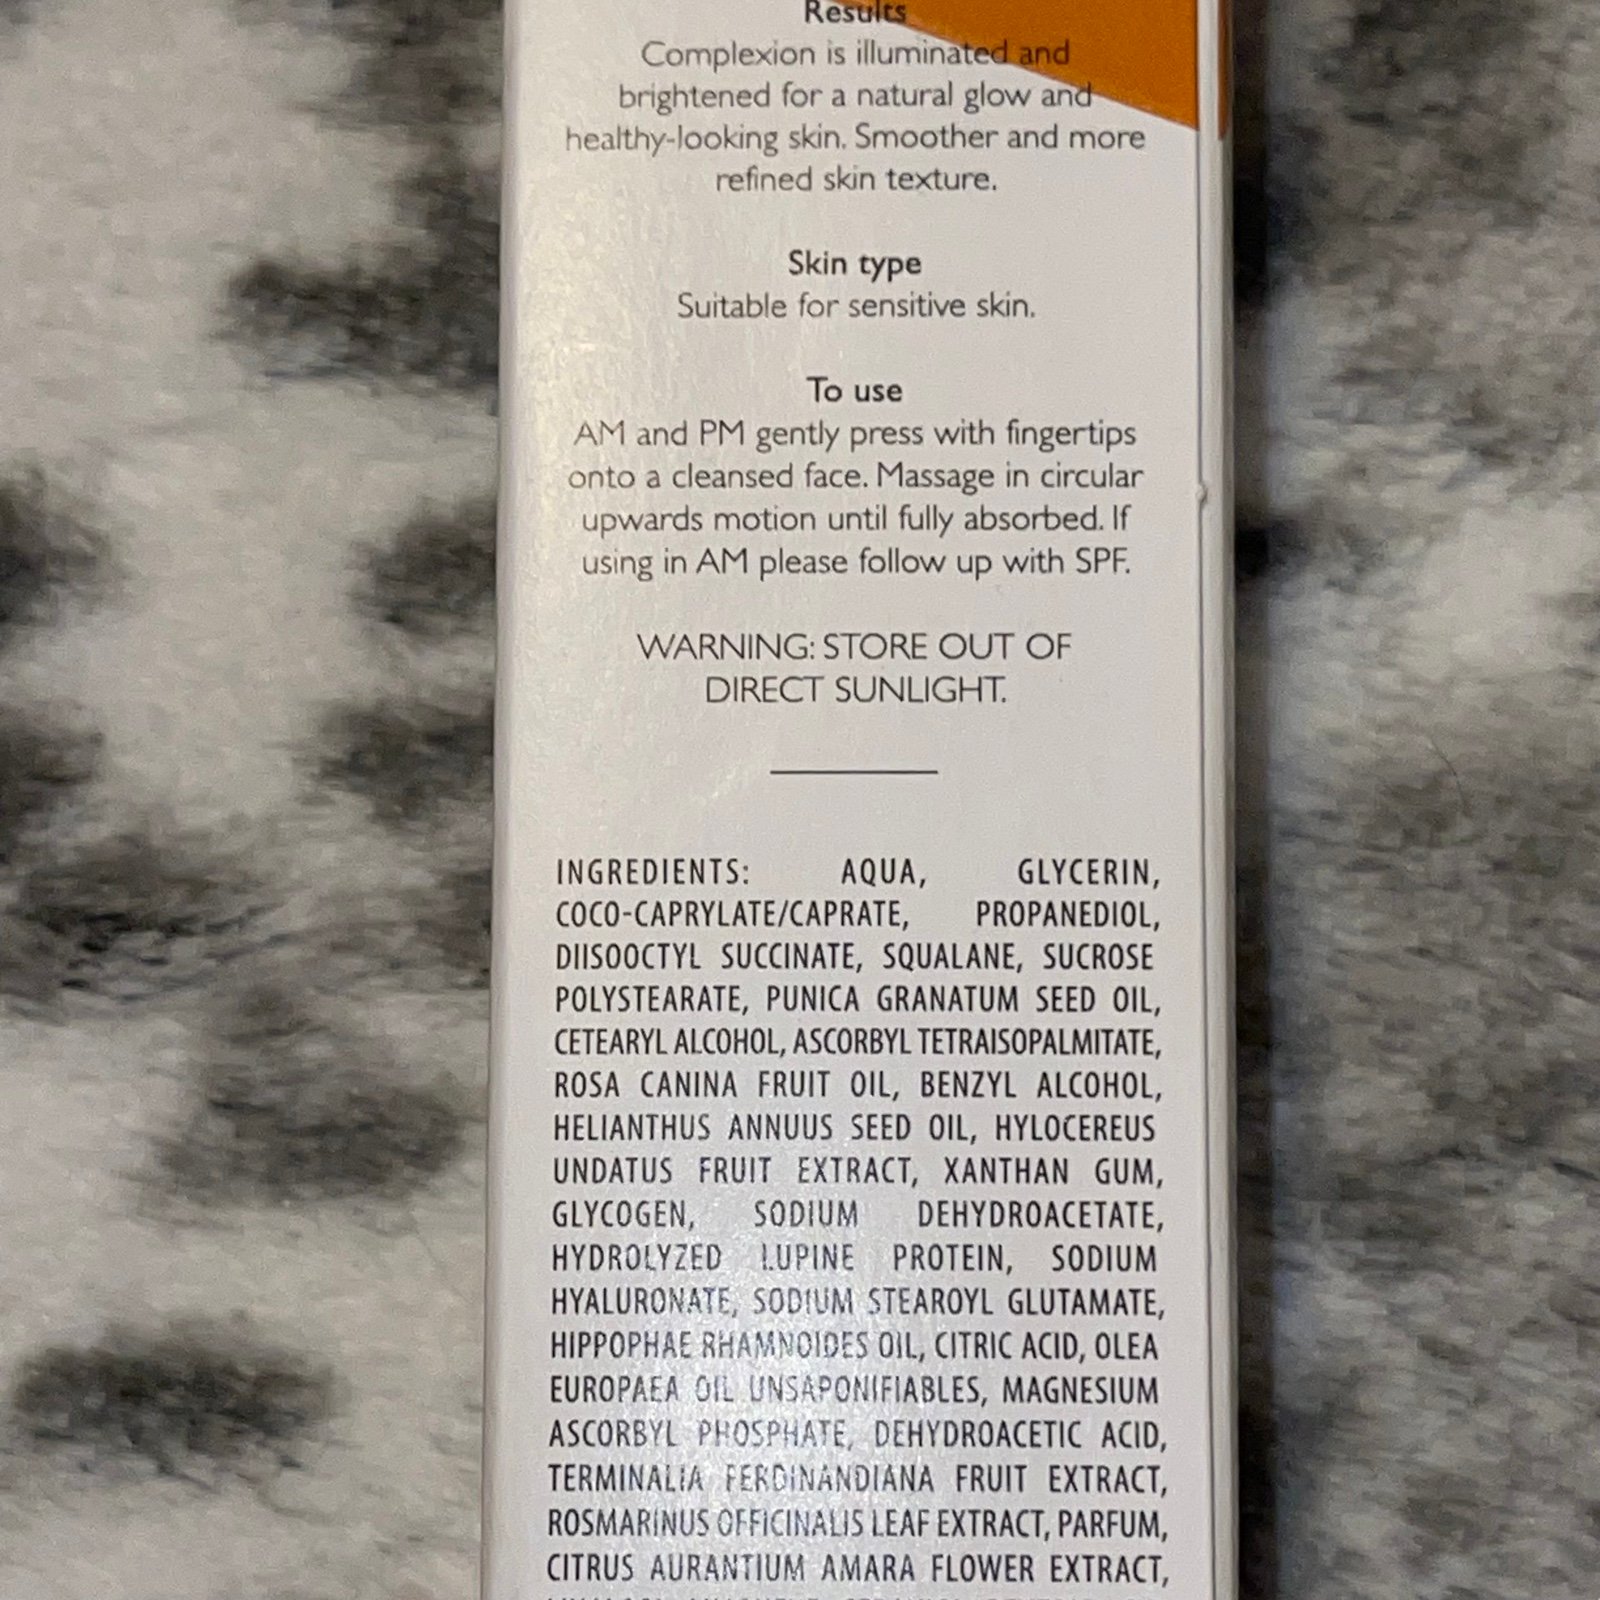 Results
Complexion is illuminated and
brightened for a natural glow and
healthy-looking skin. Smoother and more
refined skin texture.
Skin type
Suitable for sensitive skin.
To use
AM and PM gently press with fingertips
onto a cleansed face. Massage in circular
upwards motion until fully absorbed. If
using in AM please follow up with SPF.
WARNING: STORE OUT OF
DIRECT SUNLIGHT.
INGREDIENTS: AQUA, GLYCERIN,
COCO-CAPRYLATE/CAPRATE, PROPANEDIOL,
DIISOOCTYL SUCCINATE, SQUALANE, SUCROSE
POLYSTEARATE, PUNICA GRANATUM SEED OIL,
CETEARYL ALCOHOL, ASCORBYL TETRAISOPALMITATE,
ROSA CANINA FRUIT OIL, BENZYL ALCOHOL,
HELIANTHUS ANNUUS SEED OIL, HYLOCEREUS
UNDATUS FRUIT EXTRACT, XANTHAN GUM,
GLYCOGEN, SODIUM DEHYDROACETATE,
HYDROLYZED LUPINE PROTEIN, SODIUM
HYALURONATE, SODIUM STEAROYL GLUTAMATE,
HIPPOPHAE RHAMNOIDES OIL, CITRIC ACID, OLEA
EUROPAEA OIL UNSAPONIFIABLES, MAGNESIUM
ASCORBYL PHOSPHATE, DEHYDROACETIC ACID,
TERMINALIA FERDINANDIANA FRUIT EXTRACT,
ROSMARINUS OFFICINALIS LEAF EXTRACT, PARFUM,
CITRUS AURANTIUM AMARA FLOWER EXTRACT,